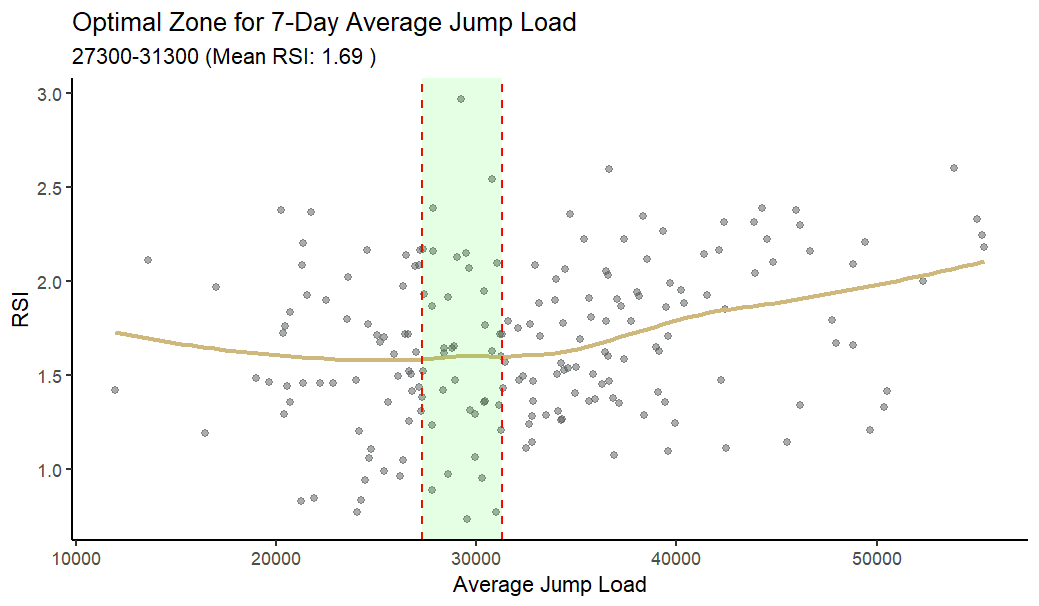 Optimal Zone for 7-Day Average Jump Load
27300-31300 (Mean RSI: 1.69 )
3.0
2.5
2.0
1.5
1.0
RSI
10000
20000
30000
40000
50000
Average Jump Load